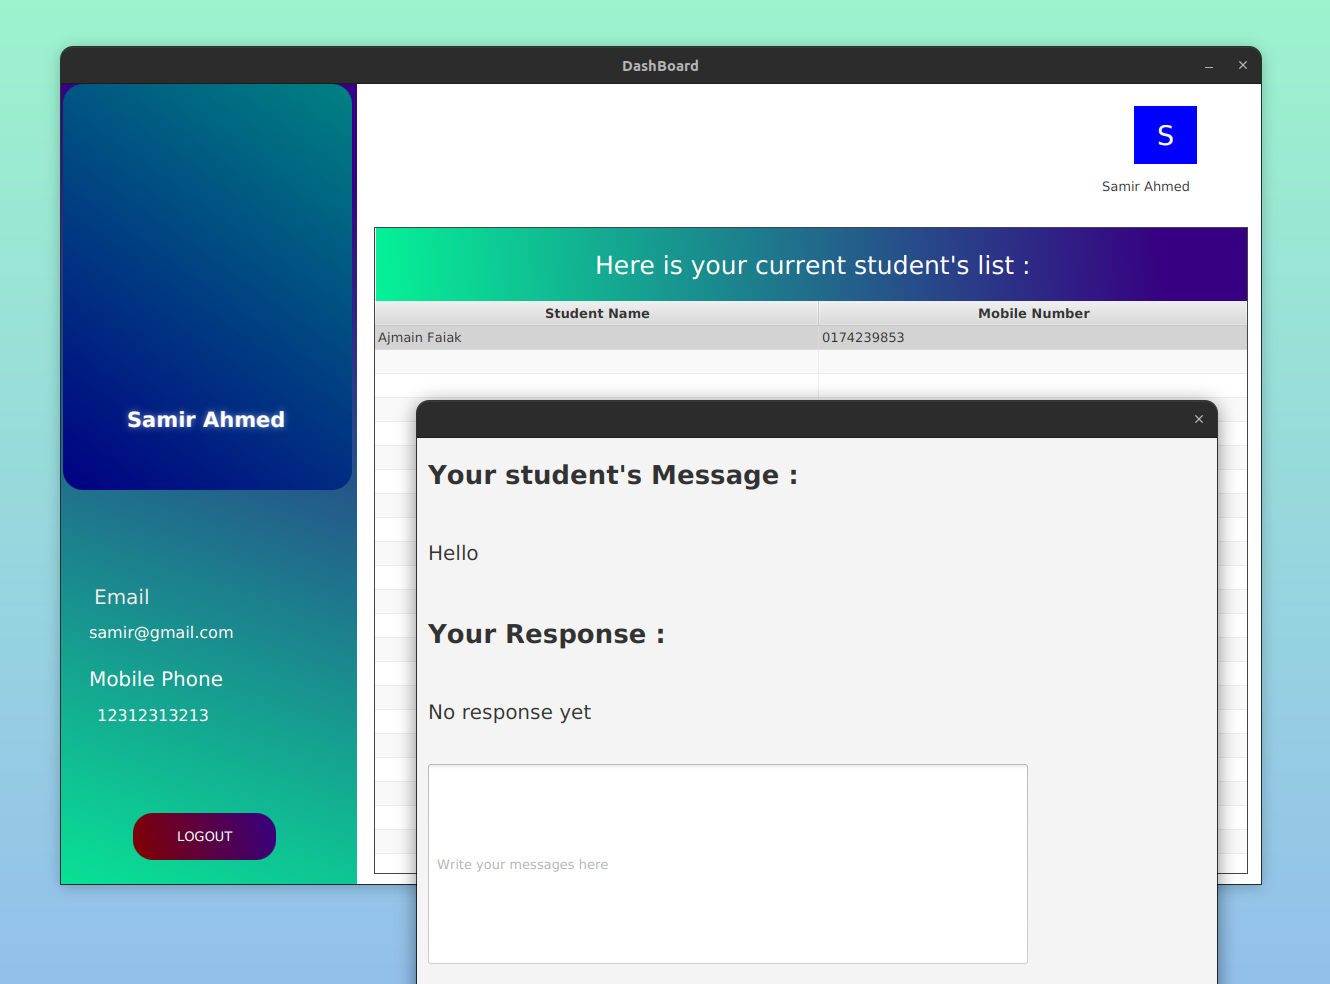 DashBoard
S
Samir Ahmed
Samir Ahmed
Email
samir@gmail.com
Mobile Phone
12312313213
LOGOUT
Here is your current student's list :
Student Name Mobile Number
Ajmain Faiak 0174239853
Your student's Message :
Hello
Your Response :
No response yet
Write your messages here